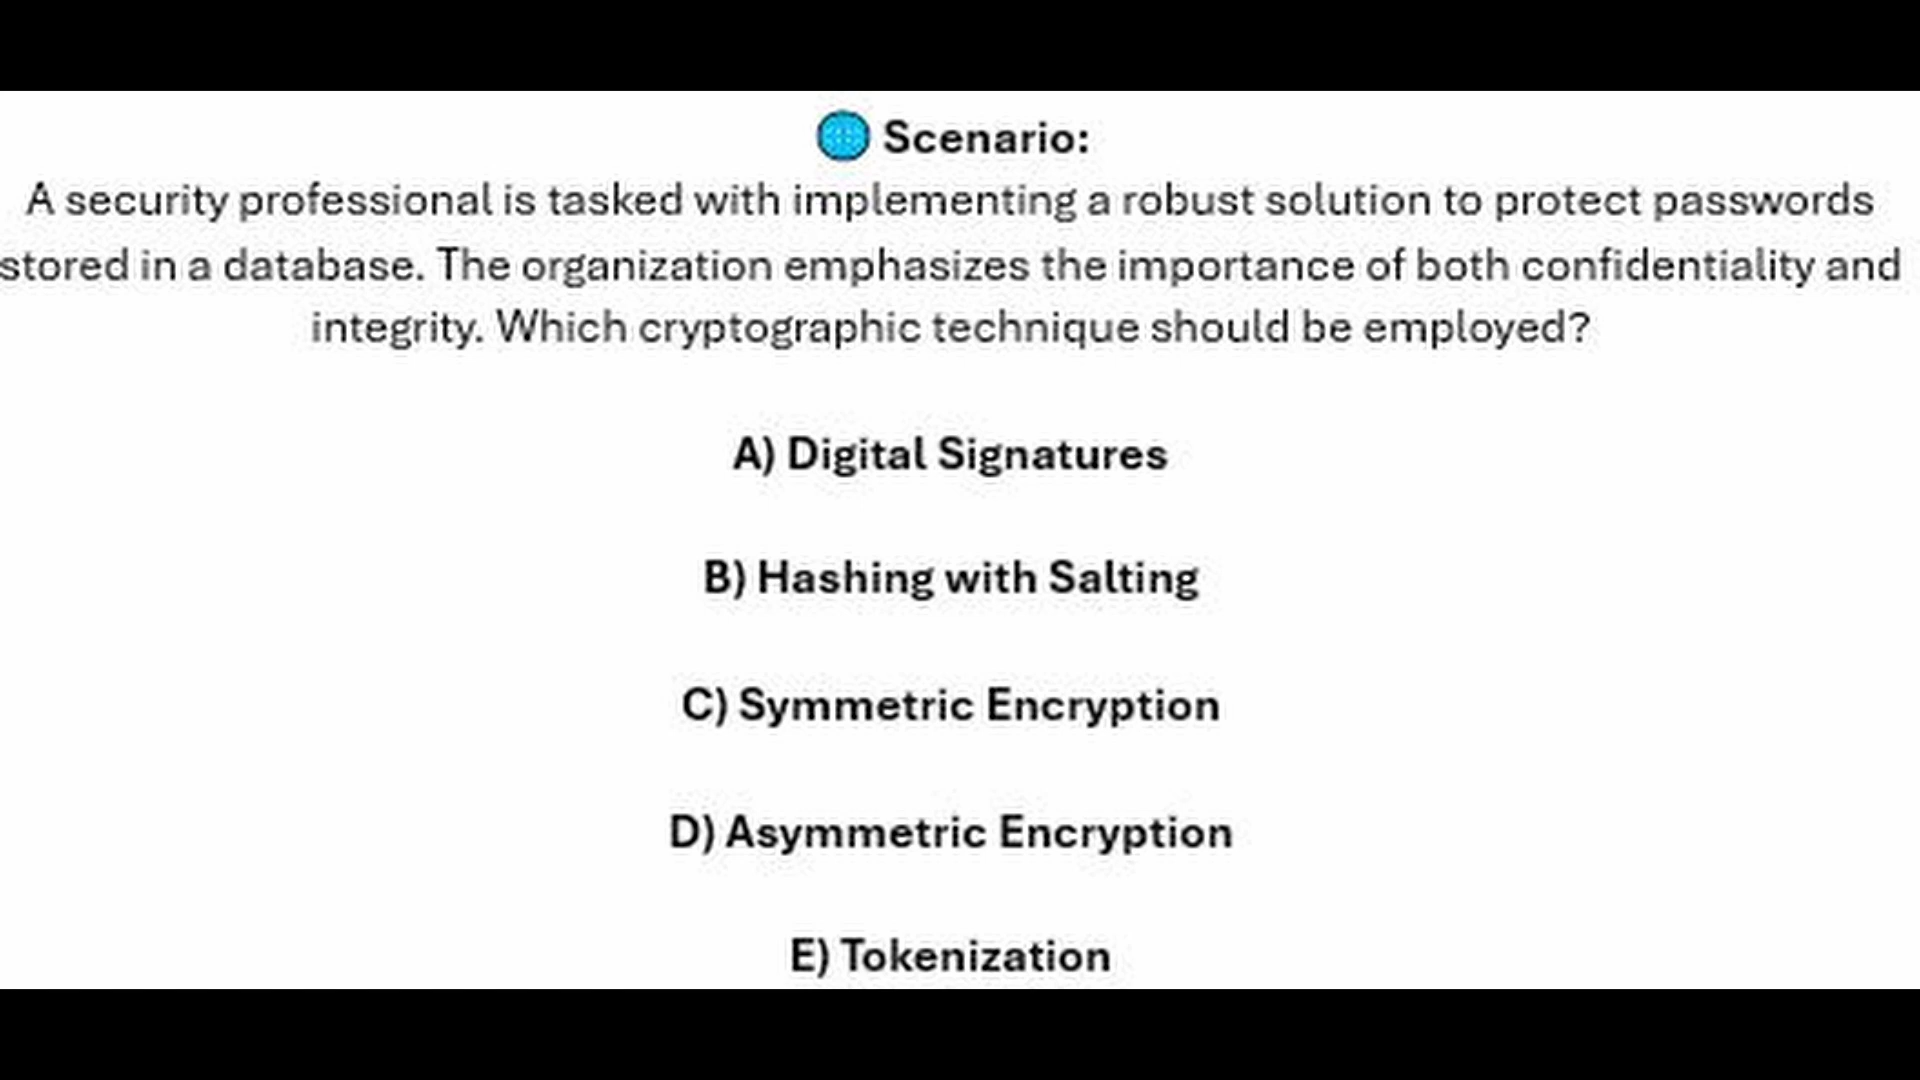 Scenario:
A security professional is tasked with implementing a robust solution to protect passwords
stored in a database. The organization emphasizes the importance of both confidentiality and
integrity. Which cryptographic technique should be employed?
A) Digital Signatures
B) Hashing with Salting
C) Symmetric Encryption
D) Asymmetric Encryption
E) Tokenization